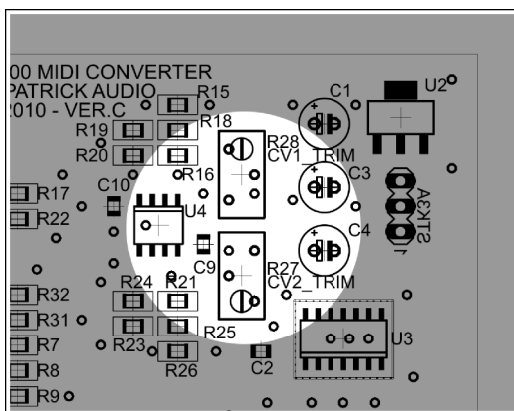 00 MIDI CONVERTER
PATRICK AUDIO
2010 - VER.C
R15
C1
U2
R19
R18
R20
R28
CV1_TRIM
R16
C3
C10
R17
U4
STK3A
R22
C4
C9
R27
CV2_TRIM
R24
R21
R32
R31
R23
R25
U3
R7
R26
C2
R8
R9